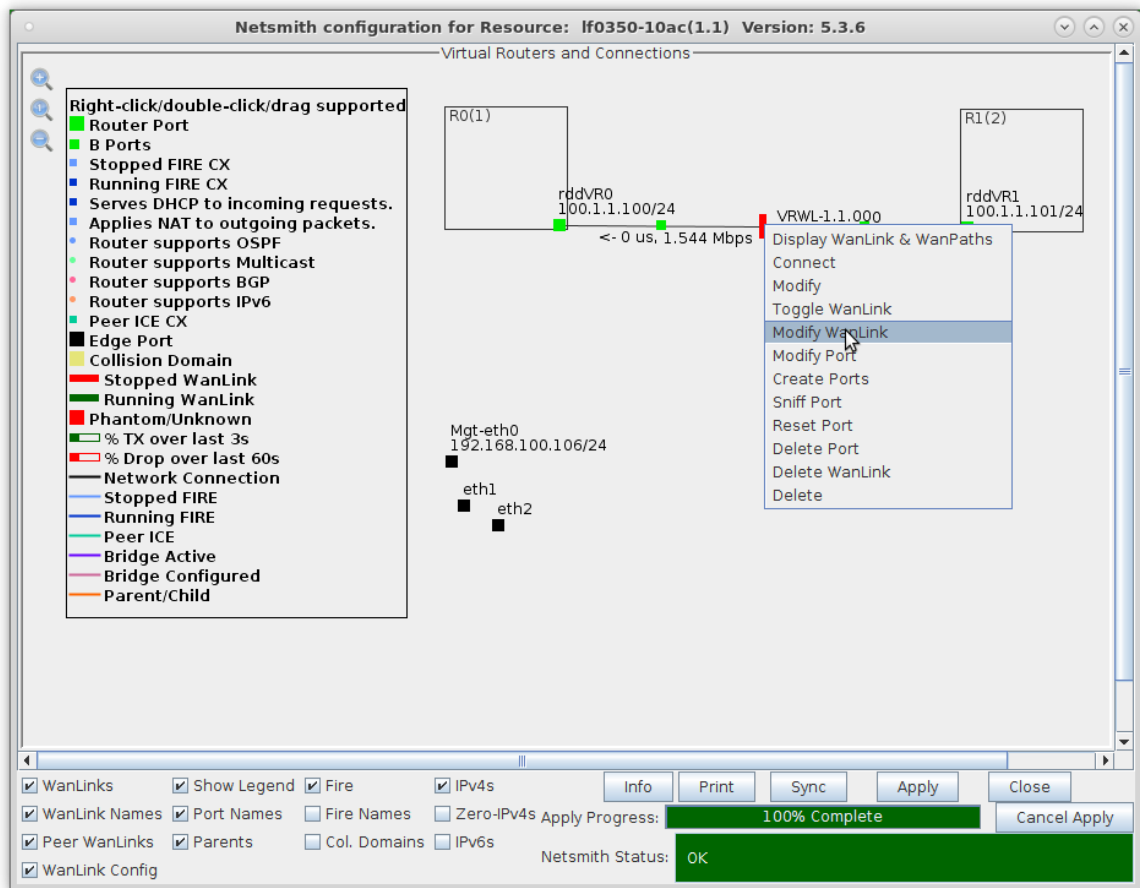 Netsmith configuration for Resource: lf0350-10ac(1.1) Version: 5.3.6
Virtual Routers and Connections
Right-click/double-click/drag supported
Router Port
B Ports
Stopped FIRE CX
Running FIRE CX
Serves DHCP to incoming requests.
Applies NAT to outgoing packets.
Router supports OSPF
Router supports Multicast
Router supports BGP
Router supports IPv6
Peer ICE CX
Edge Port
Collision Domain
Stopped WanLink
Running WanLink
Phantom/Unknown
% TX over last 3s
% Drop over last 60s
Network Connection
Stopped FIRE
Running FIRE
Peer ICE
Bridge Active
Bridge Configured
Parent/Child
R0(1)
rddVR0
100.1.1.100/24
<- 0 us, 1.544 Mbps
VRWL-1.1.000
R1(2)
rddVR1
100.1.1.101/24
Display WanLink & WanPaths
Connect
Modify
Toggle WanLink
Modify WanLink
Modify Port
Create Ports
Sniff Port
Reset Port
Delete Port
Delete WanLink
Delete
Mgt-eth0
192.168.100.106/24
eth1
eth2
WanLinks Show Legend Fire IPv4s Info Print Sync Apply Close
WanLink Names Port Names Fire Names Zero-IPv4s Apply Progress: 100% Complete Cancel Apply
Peer WanLinks Parents Col. Domains IPv6s Netsmith Status: OK
WanLink Config